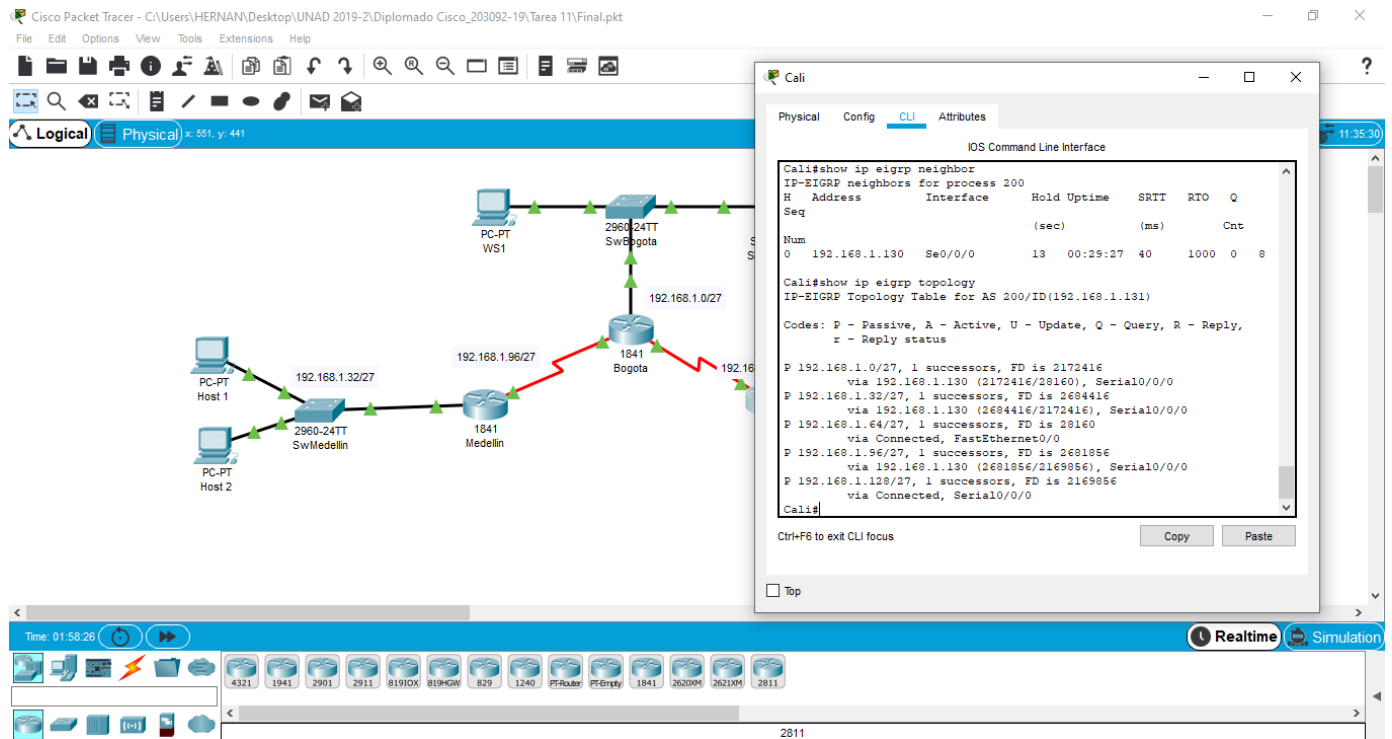 Cisco Packet Tracer - C:\Users\HERNAN\Desktop\UNAD 2019-2\Diplomado Cisco_203092-19\Tarea 11\Final.pkt
File Edit Options View Tools Extensions Help
Logical Physical x: 551, y: 441
11:35:30
PC-PT
WS1
2960-24TT
SwBogota
192.168.1.0/27
1841
Bogota
192.16
192.168.1.96/27
PC-PT
Host 1
192.168.1.32/27
2960-24TT
SwMedellin
1841
Medellin
PC-PT
Host 2
Cali
Physical Config CLI Attributes
IOS Command Line Interface
Cali#show ip eigrp neighbor
IP-EIGRP neighbors for process 200
H Address Interface Hold Uptime SRTT RTO Q
Seq
(sec) (ms) Cnt
Num
0 192.168.1.130 Se0/0/0 13 00:29:27 40 1000 0 8
Cali#show ip eigrp topology
IP-EIGRP Topology Table for AS 200/ID(192.168.1.131)
Codes: P - Passive, A - Active, U - Update, Q - Query, R - Reply,
r - Reply status
P 192.168.1.0/27, 1 successors, FD is 2172416
via 192.168.1.130 (2172416/28160), Serial0/0/0
P 192.168.1.32/27, 1 successors, FD is 2684416
via 192.168.1.130 (2684416/2172416), Serial0/0/0
P 192.168.1.64/27, 1 successors, FD is 28160
via Connected, FastEthernet0/0
P 192.168.1.96/27, 1 successors, FD is 2681856
via 192.168.1.130 (2681856/2169856), Serial0/0/0
P 192.168.1.128/27, 1 successors, FD is 2169856
via Connected, Serial0/0/0
Cali#
Ctrl+F6 to exit CLI focus
Copy Paste
Top
Time: 01:58:26
Realtime Simulation
4321 1941 2901 2911 819IOX 819HGW 829 1240 PT-Router PT-Empty 1841 2620XM 2621XM 2811
2811